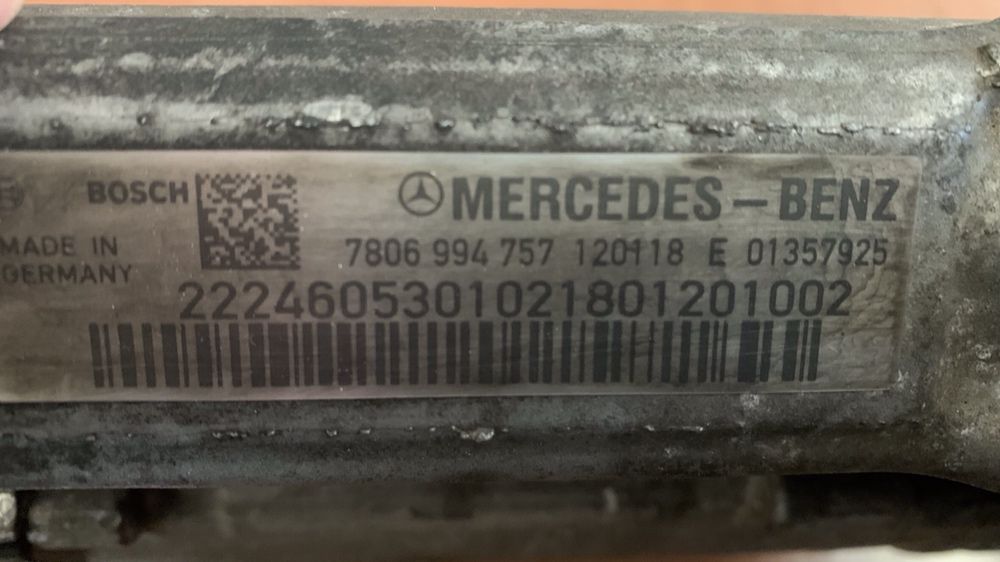 BOSCH
MADE IN
GERMANY
MERCEDES – BENZ
7806 994 757 120118 E 01357925
2224605301021801201002